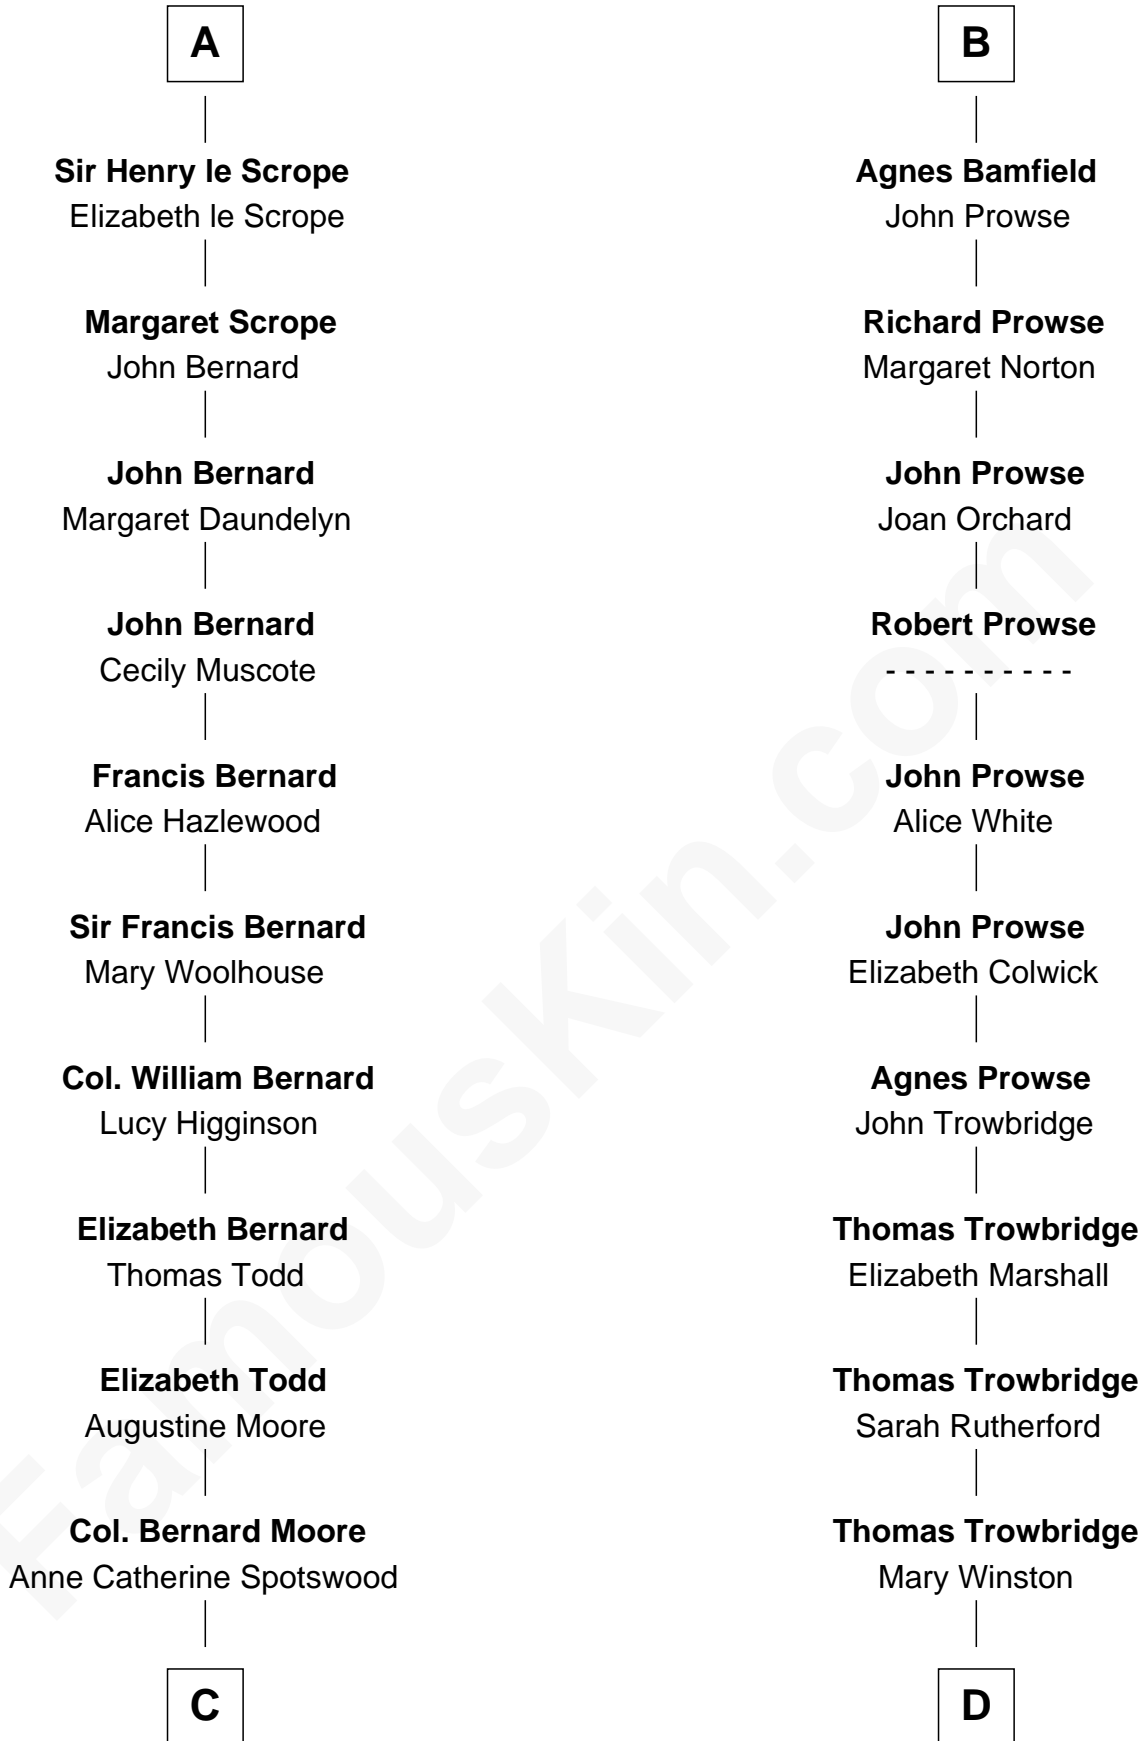 A
Sir Henry le Scrope
Elizabeth le Scrope
Margaret Scrope
John Bernard
John Bernard
Margaret Daundelyn
John Bernard
Cecily Muscote
Francis Bernard
Alice Hazlewood
Sir Francis Bernard
Mary Woolhouse
Col. William Bernard
Lucy Higginson
Elizabeth Bernard
Thomas Todd
Elizabeth Todd
Augustine Moore
Col. Bernard Moore
Anne Catherine Spotswood
C
B
Agnes Bamfield
John Prowse
Richard Prowse
Margaret Norton
John Prowse
Joan Orchard
Robert Prowse
- - - - - - - - - -
John Prowse
Alice White
John Prowse
Elizabeth Colwick
Agnes Prowse
John Trowbridge
Thomas Trowbridge
Elizabeth Marshall
Thomas Trowbridge
Sarah Rutherford
Thomas Trowbridge
Mary Winston
D
FamousKin.com